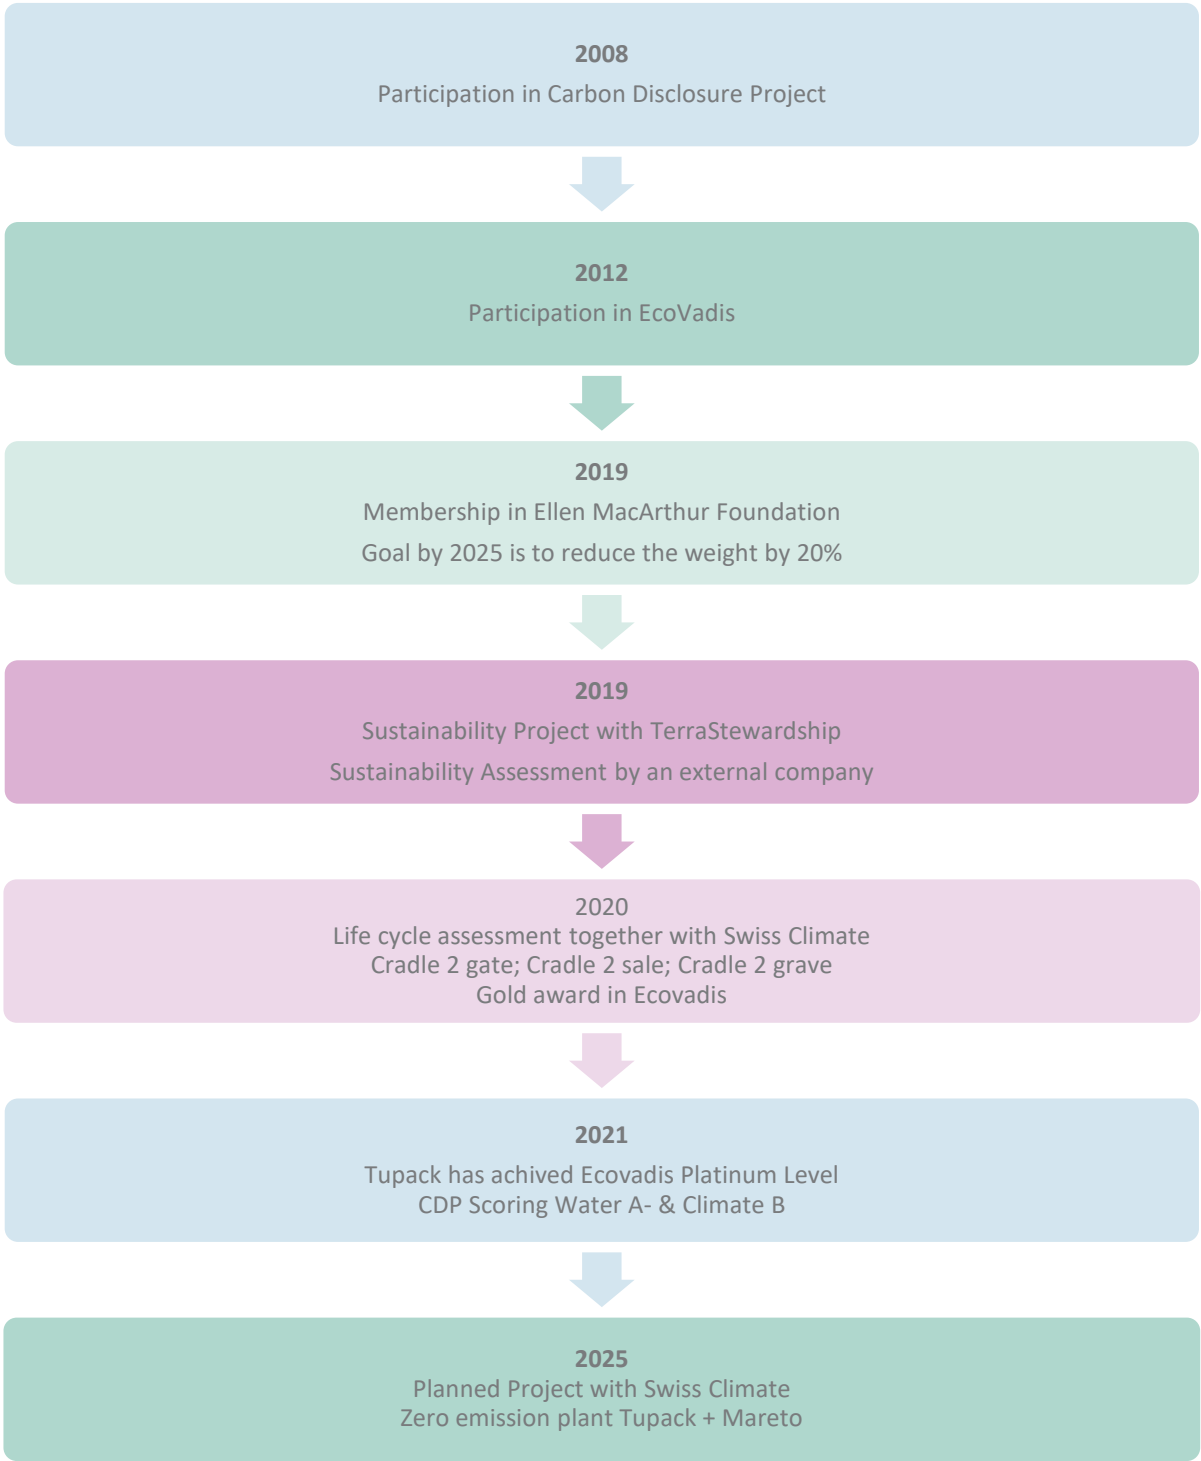 2008
Participation in Carbon Disclosure Project
2012
Participation in EcoVadis
2019
Membership in Ellen MacArthur Foundation
Goal by 2025 is to reduce the weight by 20%
2019
Sustainability Project with TerraStewardship
Sustainability Assessment by an external company
2020
Life cycle assessment together with Swiss Climate
Cradle 2 gate; Cradle 2 sale; Cradle 2 grave
Gold award in Ecovadis
2021
Tupack has achived Ecovadis Platinum Level
CDP Scoring Water A- & Climate B
2025
Planned Project with Swiss Climate
Zero emission plant Tupack + Mareto